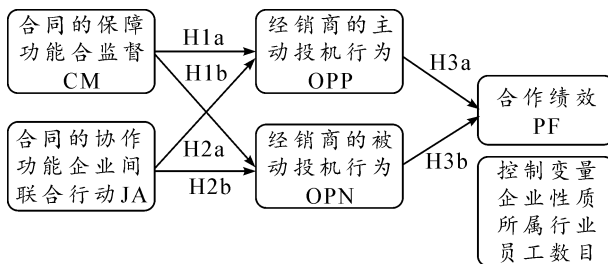 合同的保障
功能合监督
CM
合同的协作
功能企业间
联合行动JA
H1a
H1b
H2a
H2b
经销商的主
动投机行为
OPP
经销商的被
动投机行为
OPN
H3a
H3b
合作绩效
PF
控制变量
企业性质
所属行业
员工数目